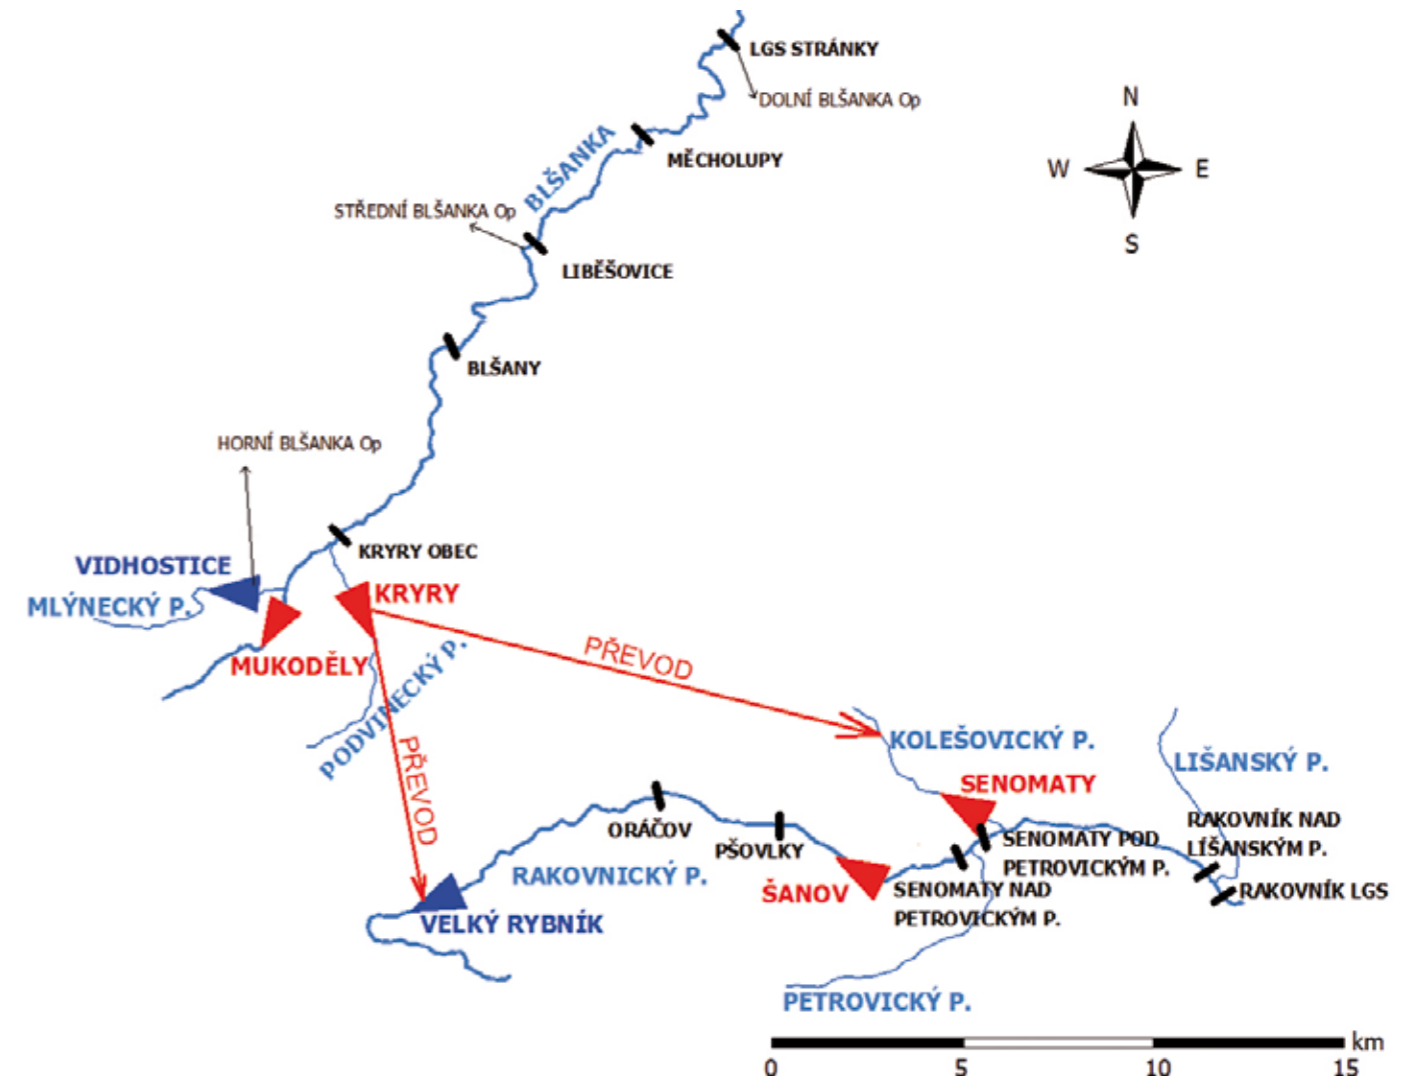 LGS STRÁNKY
DOLNÍ BLŠANKA Op
N
W
E
S
BLŠANKA
MĚCHOLUPY
STŘEDNÍ BLŠANKA Op
LIBĚŠOVICE
BLŠANY
HORNÍ BLŠANKA Op
KRYRY OBEC
VIDHOSTICE
MLÝNECKÝ P.
KRYRY
MUKODĚLY
PODVINECKÝ P.
PŘEVOD
PŘEVOD
KOLEŠOVICKÝ P.
LIŠANSKÝ P.
SENOMATY
ORÁČOV
PŠOVLKY
RAKOVNÍK NAD
LÍŠANSKÝM P.
SENOMATY POD
PETROVICKÝM P.
RAKOVNICKÝ P.
ŠANOV
SENOMATY NAD
PETROVICKÝM P.
RAKOVNÍK LGS
VELKÝ RYBNÍK
PETROVICKÝ P.
km
0
5
10
15